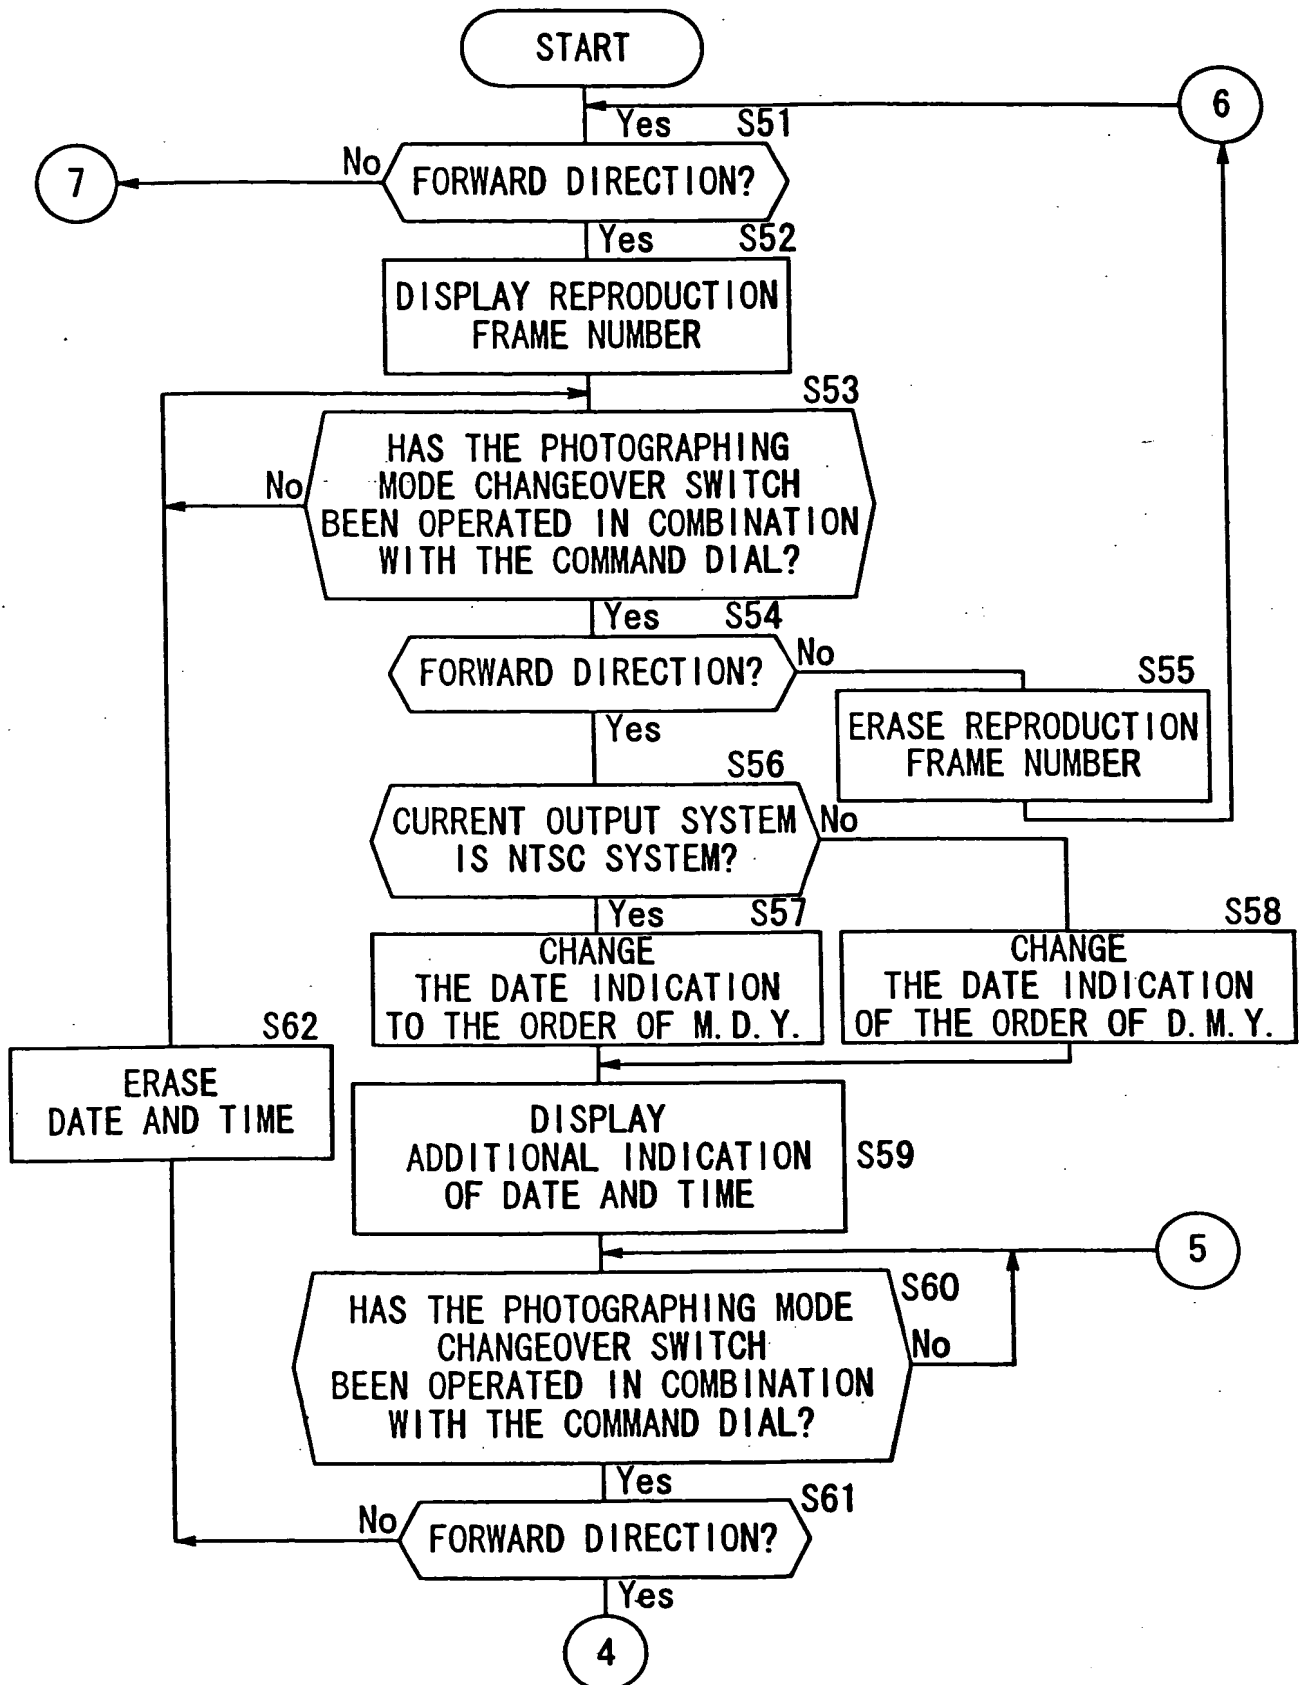 START
6
Yes S51
No
7
FORWARD DIRECTION?
Yes S52
DISPLAY REPRODUCTION
FRAME NUMBER
S53
HAS THE PHOTOGRAPHING
MODE CHANGEOVER SWITCH
BEEN OPERATED IN COMBINATION
WITH THE COMMAND DIAL?
No
Yes S54
FORWARD DIRECTION?
No
S55
ERASE REPRODUCTION
FRAME NUMBER
Yes
S56
CURRENT OUTPUT SYSTEM
IS NTSC SYSTEM?
No
Yes S57
CHANGE
THE DATE INDICATION
TO THE ORDER OF M.D.Y.
S58
CHANGE
THE DATE INDICATION
OF THE ORDER OF D.M.Y.
S62
ERASE
DATE AND TIME
DISPLAY
ADDITIONAL INDICATION
OF DATE AND TIME
S59
5
S60
HAS THE PHOTOGRAPHING MODE
CHANGEOVER SWITCH
BEEN OPERATED IN COMBINATION
WITH THE COMMAND DIAL?
No
Yes
S61
No
FORWARD DIRECTION?
Yes
4